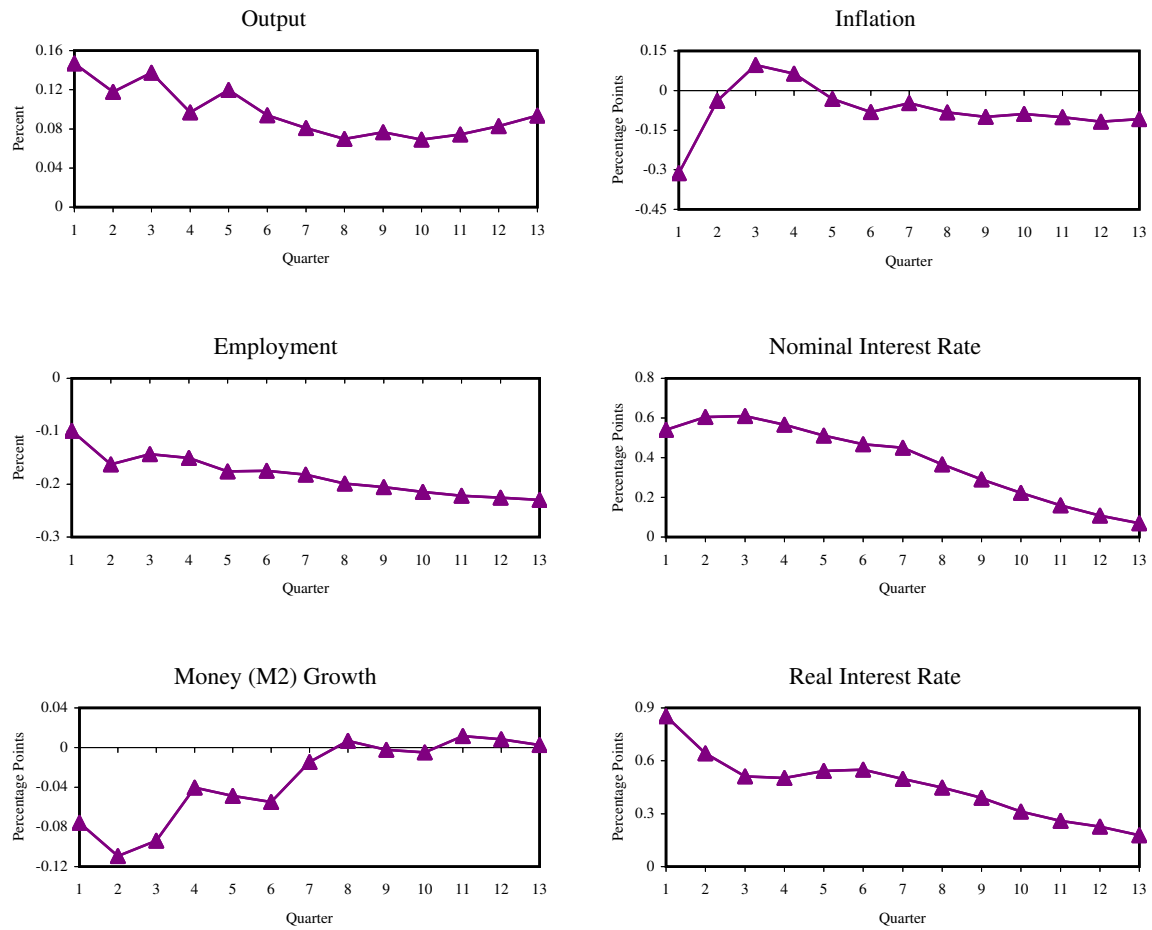 Output
0.16
0.12
0.08
0.04
0
Percent
1 2 3 4 5 6 7 8 9 10 11 12 13
Quarter
Inflation
0.15
0
-0.15
-0.3
-0.45
Percentage Points
1 2 3 4 5 6 7 8 9 10 11 12 13
Quarter
Employment
0
-0.1
-0.2
-0.3
Percent
1 2 3 4 5 6 7 8 9 10 11 12 13
Quarter
Nominal Interest Rate
0.8
0.6
0.4
0.2
0
Percentage Points
1 2 3 4 5 6 7 8 9 10 11 12 13
Quarter
Money (M2) Growth
0.04
0
-0.04
-0.08
-0.12
Percentage Points
1 2 3 4 5 6 7 8 9 10 11 12 13
Quarter
Real Interest Rate
0.9
0.6
0.3
0
Percentage Points
1 2 3 4 5 6 7 8 9 10 11 12 13
Quarter